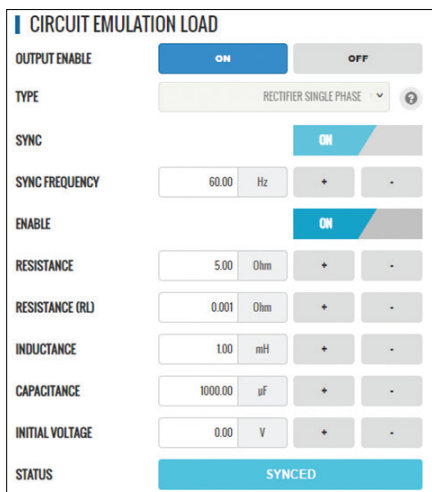 CIRCUIT EMULATION LOAD
OUTPUT ENABLE ON OFF
TYPE RECTIFIER SINGLE PHASE ?
SYNC ON
SYNC FREQUENCY 60.00 Hz + -
ENABLE ON
RESISTANCE 5.00 Ohm + -
RESISTANCE (RL) 0.001 Ohm + -
INDUCTANCE 1.00 mH + -
CAPACITANCE 1000.00 µF + -
INITIAL VOLTAGE 0.00 V + -
STATUS SYNCED